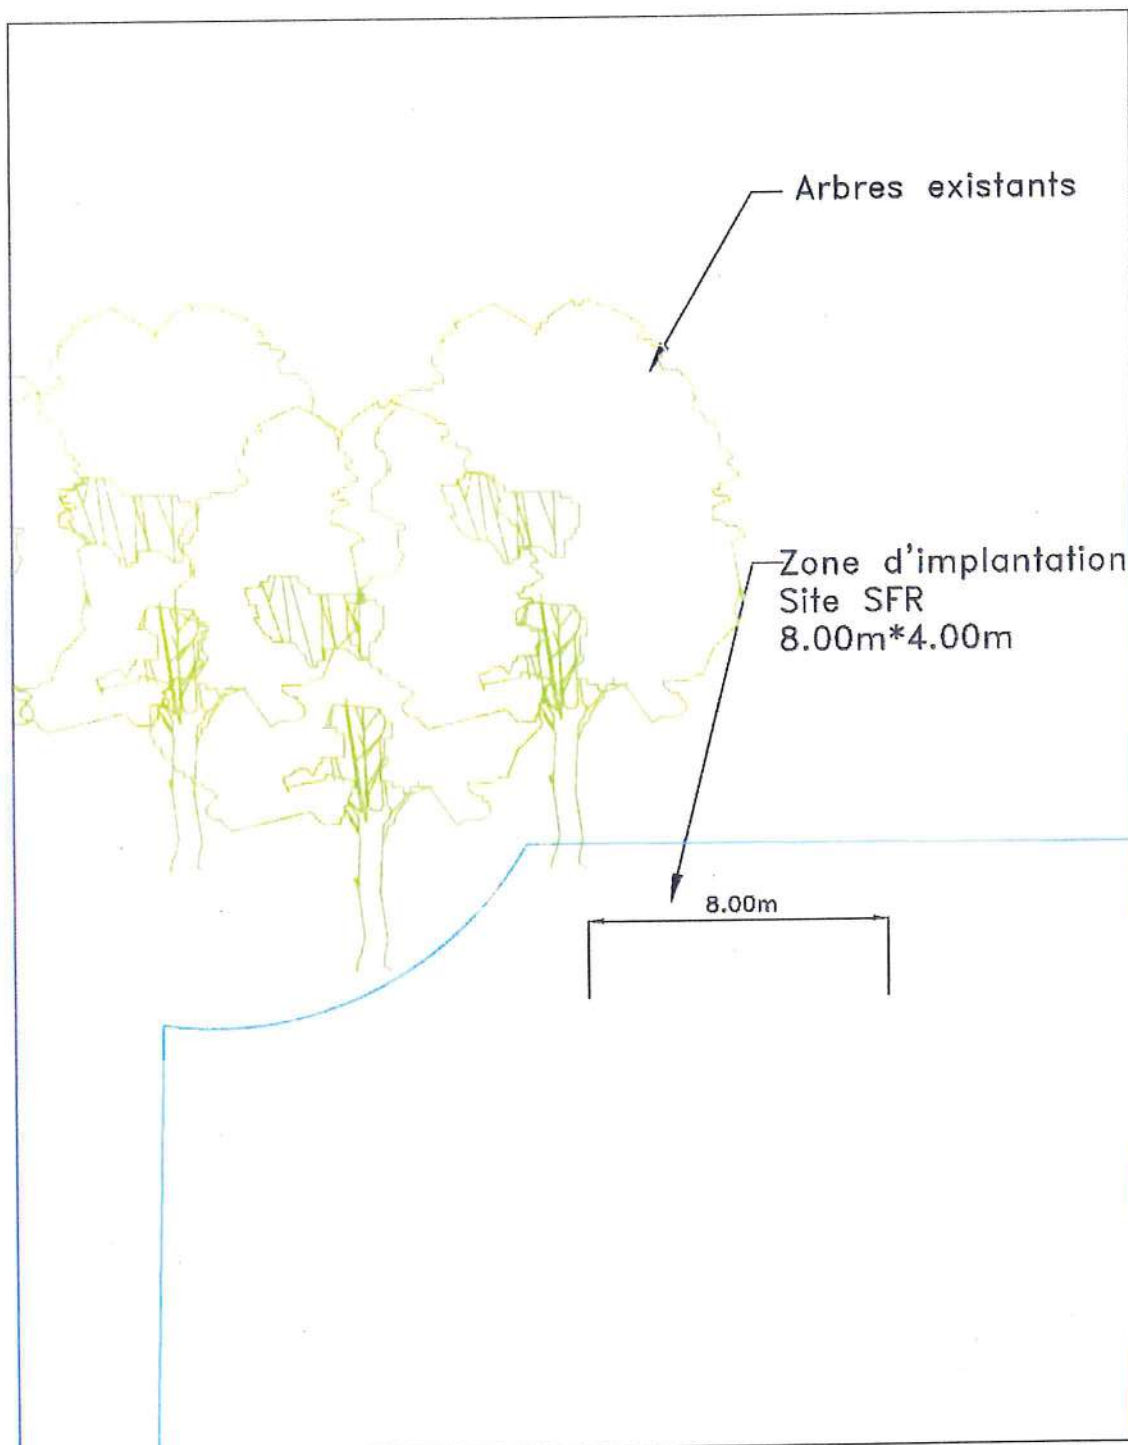 Arbres existants
Zone d'implantation
Site SFR
8.00m*4.00m
8.00m